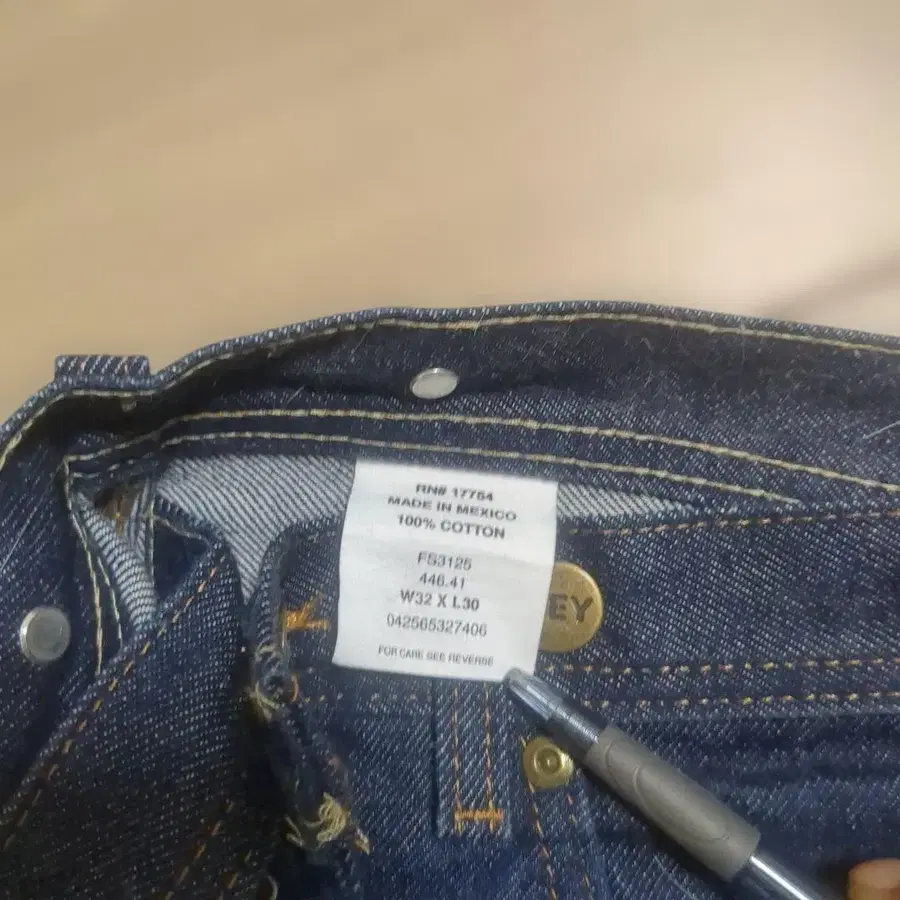 RN# 17754
MADE IN MEXICO
100% COTTON
FS3125
446.41
W32 X L30
042565327406
FOR CARE SEE REVERSE
EY